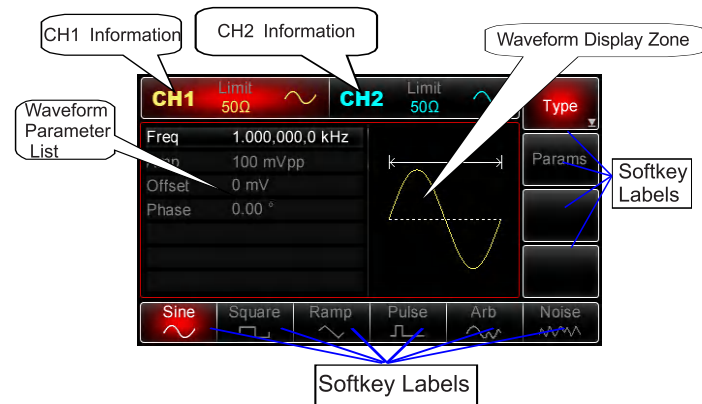 CH1 Information
CH2 Information
Waveform Display Zone
CH1
Limit
50Ω
CH2
Limit
50Ω
Type
Waveform
Parameter
List
Freq 1.000,000,0 kHz
100 mVpp
Offset 0 mV
Phase 0.00 °
Params
Softkey
Labels
Sine
Square
Ramp
Pulse
Arb
Noise
Softkey Labels